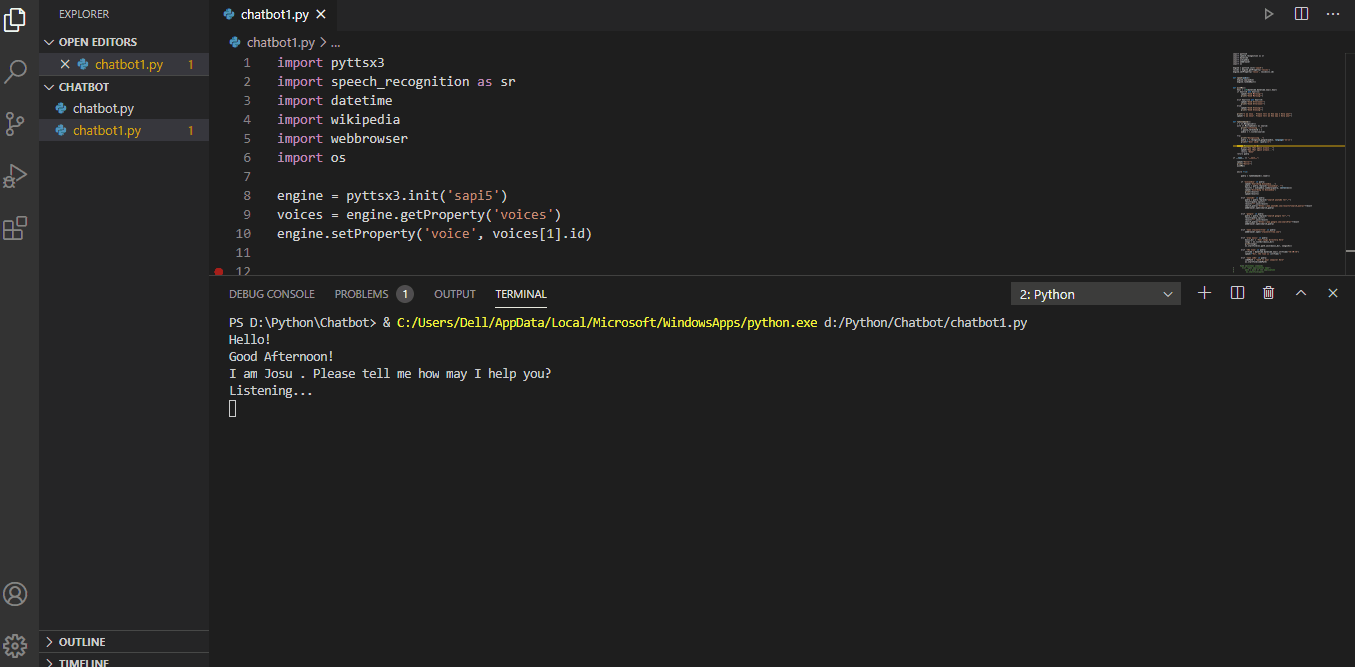 EXPLORER
OPEN EDITORS
chatbot1.py 1
CHATBOT
chatbot.py
chatbot1.py 1
OUTLINE
TIMELINE
chatbot1.py
chatbot1.py > ...
1 import pyttsx3
2 import speech_recognition as sr
3 import datetime
4 import wikipedia
5 import webbrowser
6 import os
7
8 engine = pyttsx3.init('sapi5')
9 voices = engine.getProperty('voices')
10 engine.setProperty('voice', voices[1].id)
11
12
DEBUG CONSOLE PROBLEMS 1 OUTPUT TERMINAL 2: Python
PS D:\Python\Chatbot> & C:/Users/Dell/AppData/Local/Microsoft/WindowsApps/python.exe d:/Python/Chatbot/chatbot1.py
Hello!
Good Afternoon!
I am Josu . Please tell me how may I help you?
Listening...